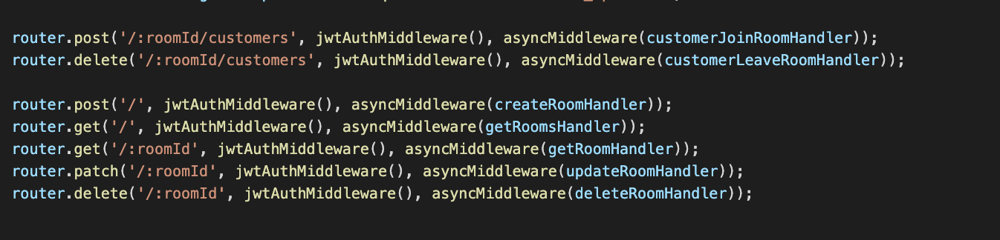 router.post('/:roomId/customers', jwtAuthMiddleware(), asyncMiddleware(customerJoinRoomHandler));
router.delete('/:roomId/customers', jwtAuthMiddleware(), asyncMiddleware(customerLeaveRoomHandler));
router.post('/', jwtAuthMiddleware(), asyncMiddleware(createRoomHandler));
router.get('/', jwtAuthMiddleware(), asyncMiddleware(getRoomsHandler));
router.get('/:roomId', jwtAuthMiddleware(), asyncMiddleware(getRoomHandler));
router.patch('/:roomId', jwtAuthMiddleware(), asyncMiddleware(updateRoomHandler));
router.delete('/:roomId', jwtAuthMiddleware(), asyncMiddleware(deleteRoomHandler));